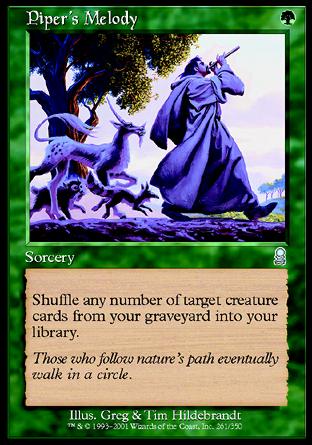 Piper's Melody
Sorcery
Shuffle any number of target creature
cards from your graveyard into your
library.
Those who follow nature's path eventually
walk in a circle.
Illus. Greg & Tim Hildebrandt
™ & © 1993-2001 Wizards of the Coast, Inc. 261/350